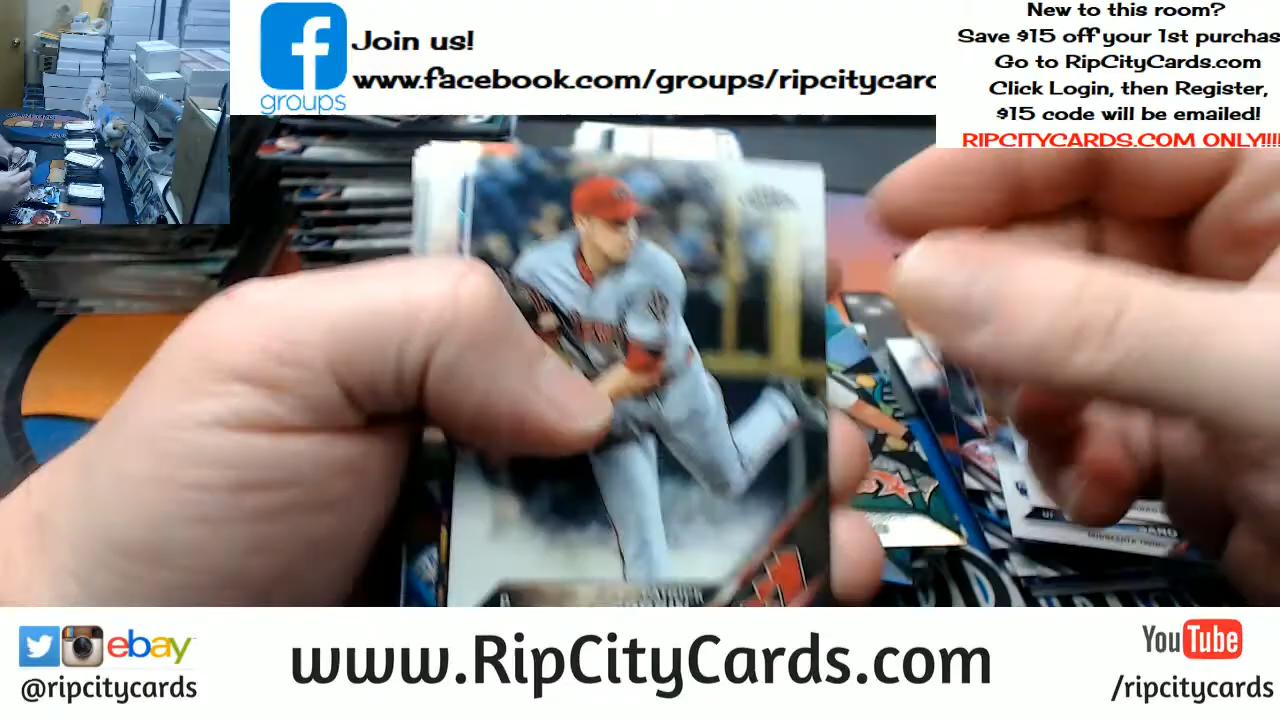 Join us!
www.facebook.com/groups/ripcitycarc
groups
New to this room?
Save $15 off your 1st purchas
Go to RipCityCards.com
Click Login, then Register,
$15 code will be emailed!
RIPCITYCARDS.COM ONLY!!!!
ebay
@ripcitycards
www.RipCityCards.com
YouTube
/ripcitycards